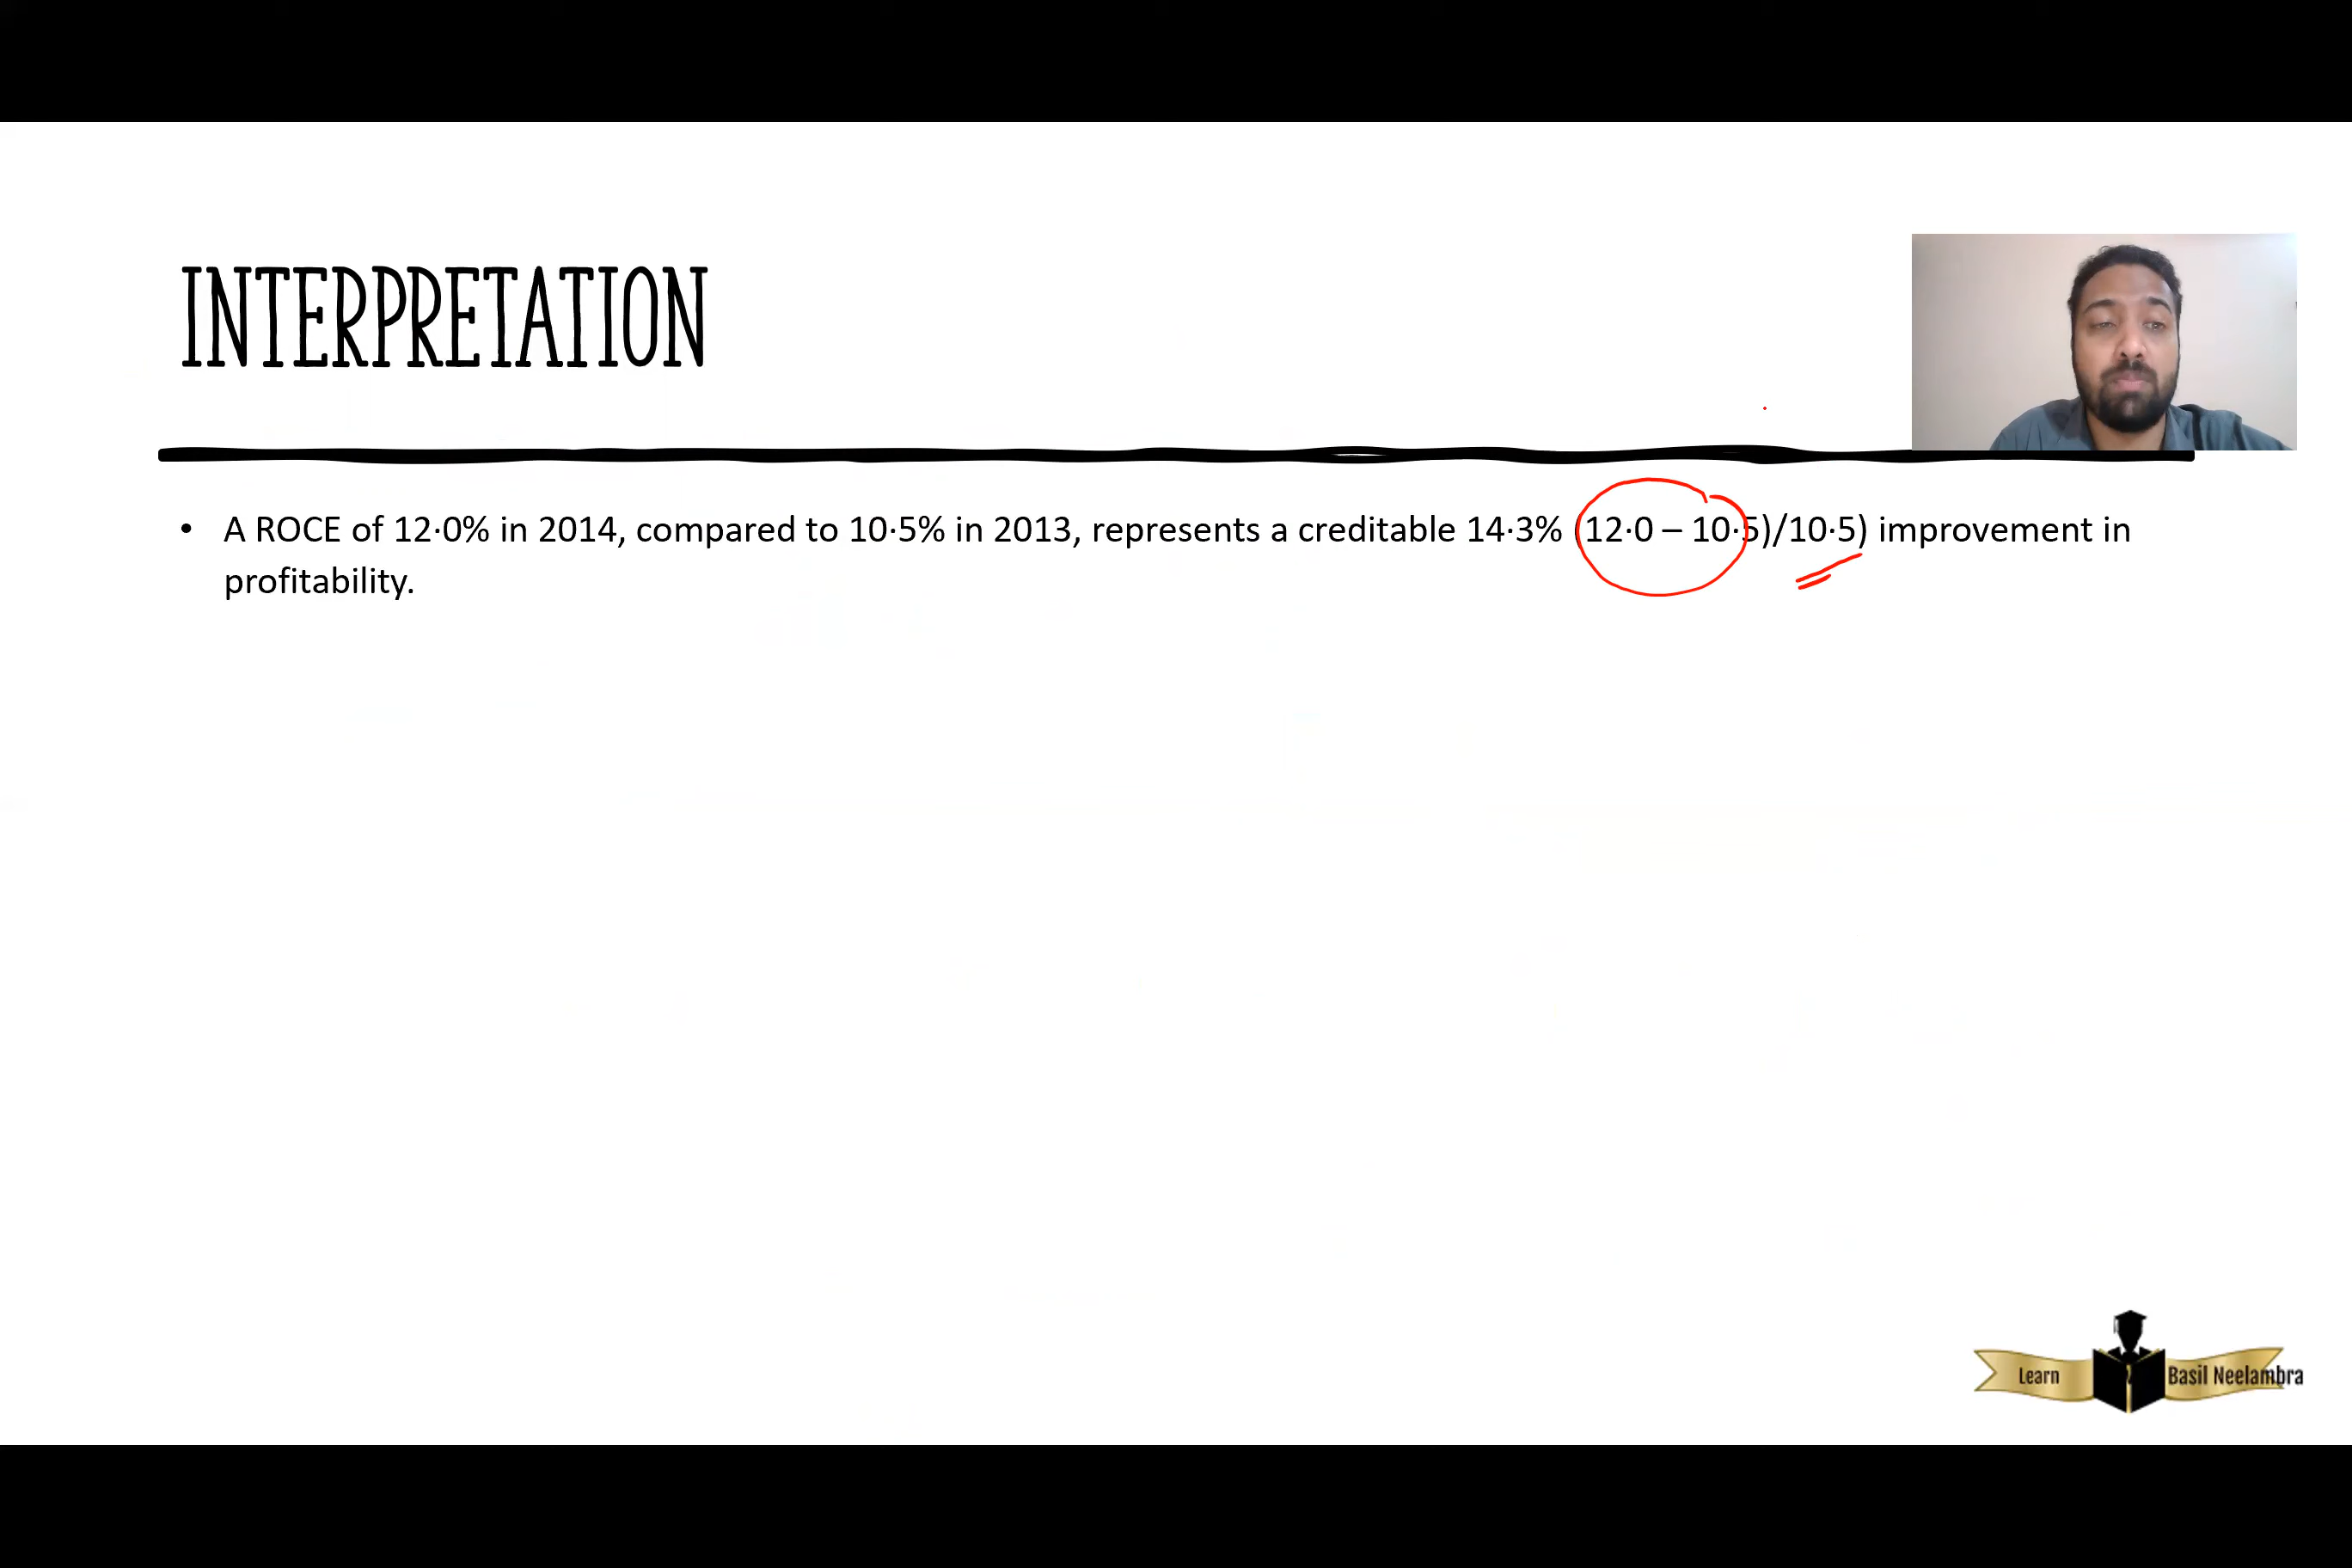 INTERPRETATION
• A ROCE of 12·0% in 2014, compared to 10·5% in 2013, represents a creditable 14·3% (12·0 – 10·5)/10·5) improvement in
profitability.
Learn Basil Neelambra